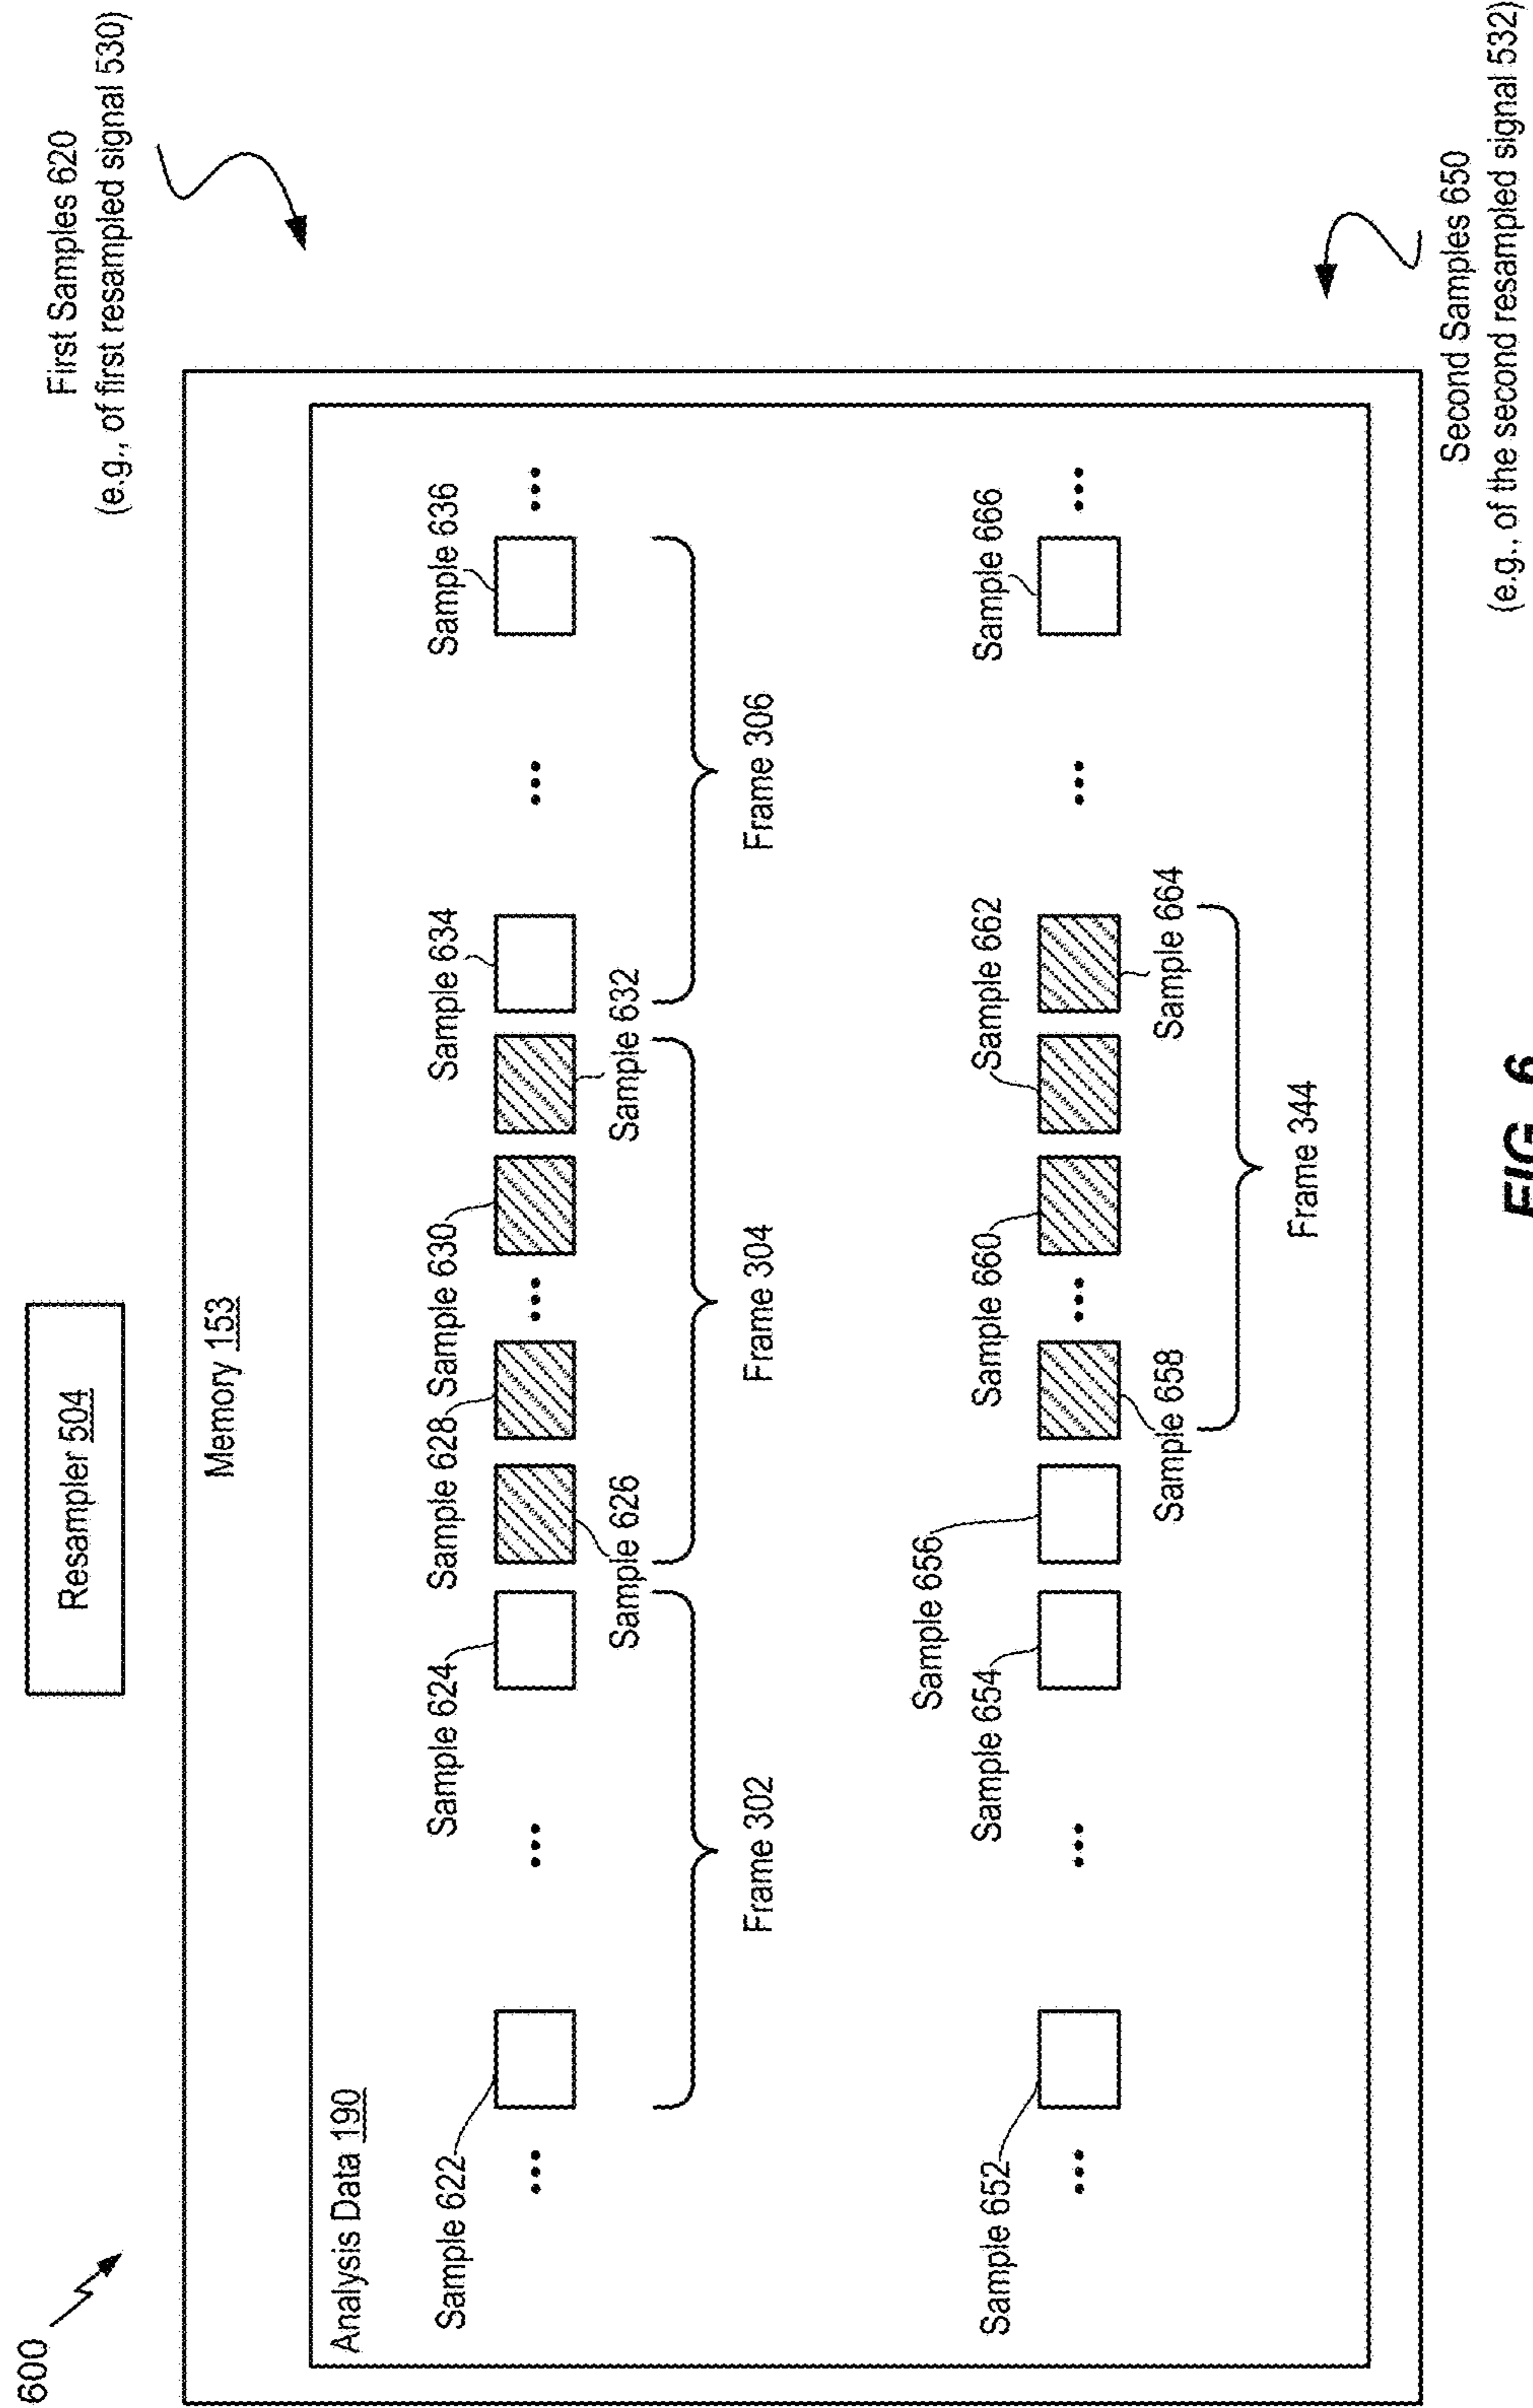 600
Resampler 504
First Samples 620
(e.g., of first resampled signal 530)
Memory 153
Analysis Data 190
Sample 622
Sample 624
Sample 628
Sample 630
Sample 634
Sample 636
...
...
...
...
...
Sample 626
Sample 632
Frame 302
Frame 304
Frame 306
Sample 656
Sample 652
Sample 654
Sample 660
Sample 662
Sample 666
...
...
...
...
...
Sample 658
Sample 664
Frame 344
Second Samples 650
(e.g., of the second resampled signal 532)
FIG. 6